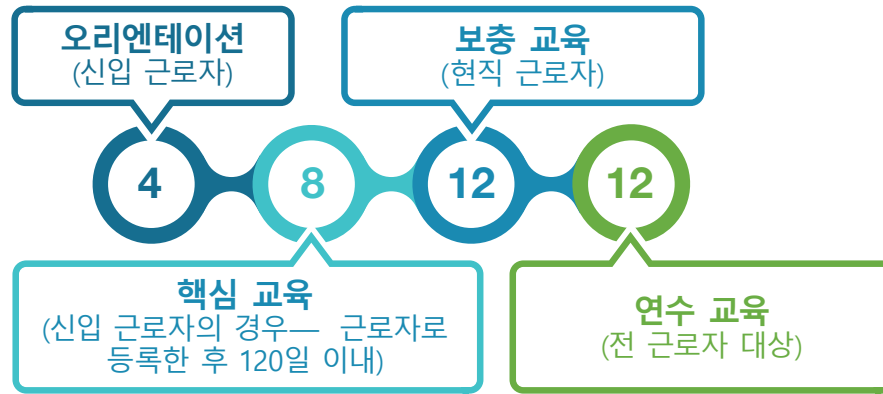 오리엔테이션
(신입 근로자)
보충 교육
(현직 근로자)
4
8
12
12
핵심 교육
(신입 근로자의 경우— 근로자로
등록한 후 120일 이내)
연수 교육
(전 근로자 대상)